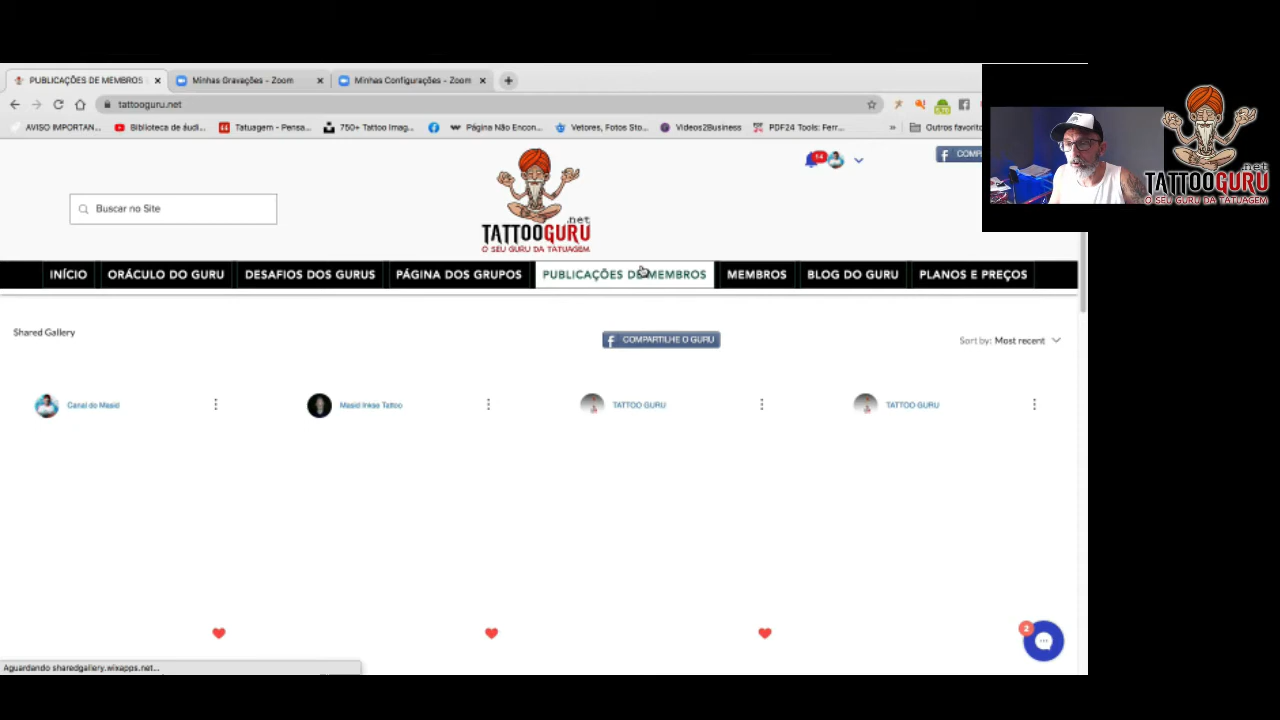 PUBLICAÇÕES DE MEMBROS
Minhas Gravações - Zoom
Minhas Configurações - Zoom
tattooguru.net
AVISO IMPORTAN...
Biblioteca de áudi...
Tatuagem - Pensa...
750+ Tattoo Imag...
Página Não Encon...
Vetores, Fotos Sto...
Videos2Business
PDF24 Tools: Ferr...
»
Outros favorito
14
COMP
Buscar no Site
.net
TATTOOGURU
O SEU GURU DA TATUAGEM
.net
TATTOOGURU
O SEU GURU DA TATUAGEM
INÍCIO
ORÁCULO DO GURU
DESAFIOS DOS GURUS
PÁGINA DOS GRUPOS
PUBLICAÇÕES DE MEMBROS
MEMBROS
BLOG DO GURU
PLANOS E PREÇOS
Shared Gallery
COMPARTILHE O GURU
Sort by: Most recent
Canal do Masid
Masid Inkse Tattoo
TATTOO GURU
TATTOO GURU
2
Aguardando sharedgallery.wixapps.net...